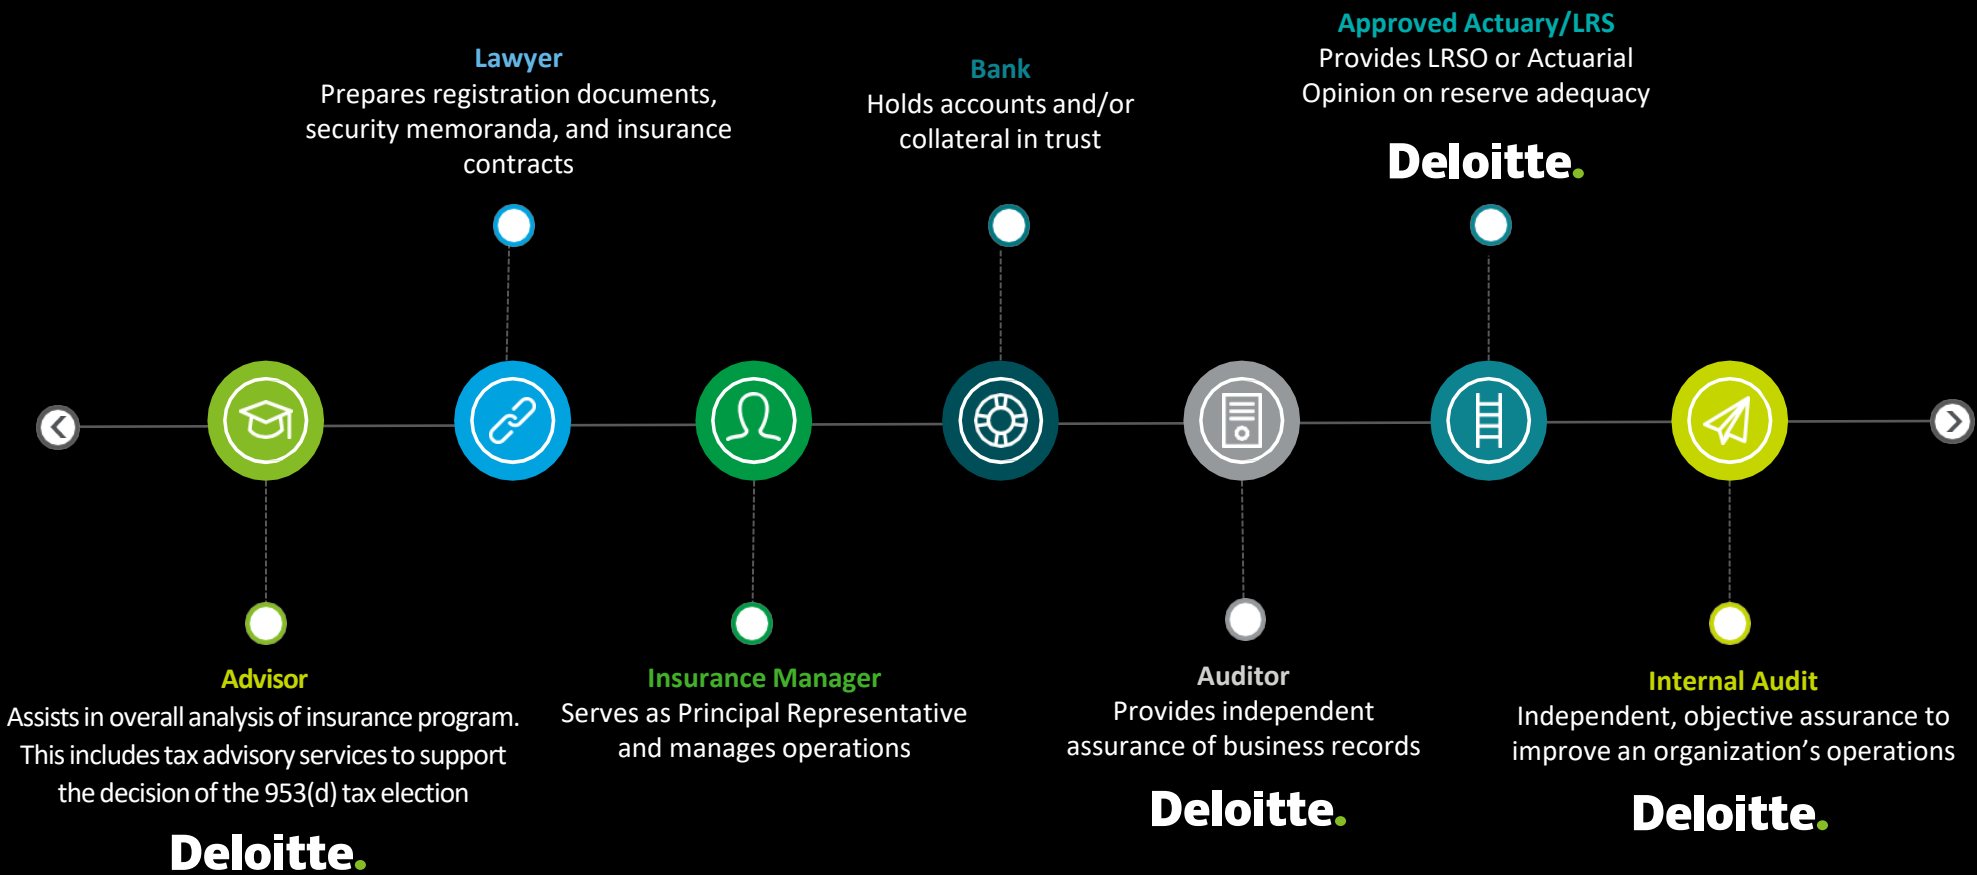 Advisor
Assists in overall analysis of insurance program.
This includes tax advisory services to support
the decision of the 953(d) tax election
Deloitte.
Lawyer
Prepares registration documents,
security memoranda, and insurance
contracts
Insurance Manager
Serves as Principal Representative
and manages operations
Bank
Holds accounts and/or
collateral in trust
Auditor
Provides independent
assurance of business records
Deloitte.
Approved Actuary/LRS
Provides LRSO or Actuarial
Opinion on reserve adequacy
Deloitte.
Internal Audit
Independent, objective assurance to
improve an organization’s operations
Deloitte.